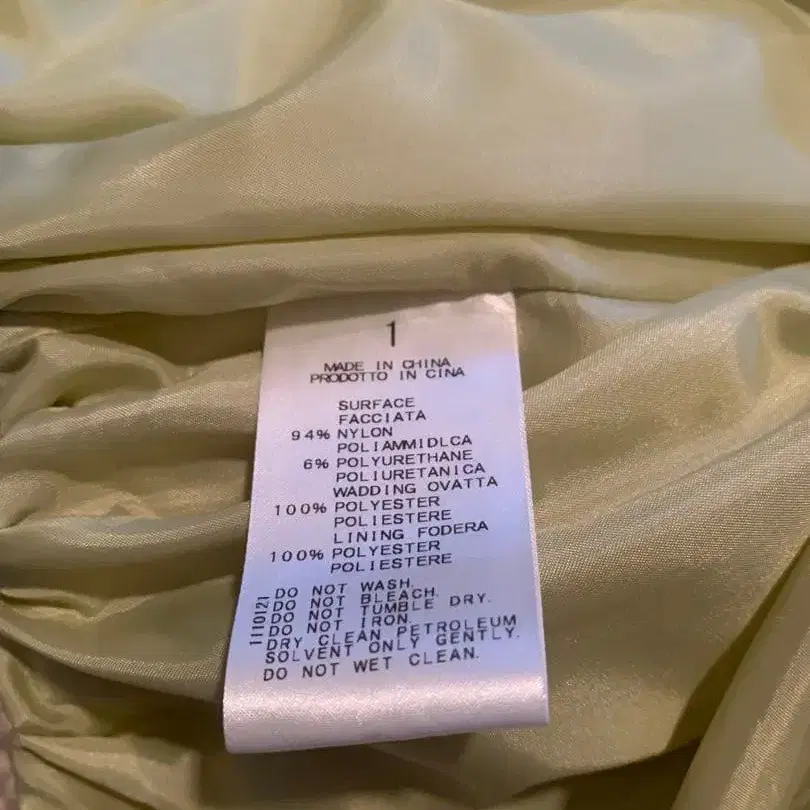 1
MADE IN CHINA
PRODOTTO IN CINA
SURFACE
FACCIATA
94% NYLON
POLIAMMIDLCA
6% POLYURETHANE
POLIURETANICA
WADDING OVATTA
100% POLYESTER
POLIESTERE
LINING FODERA
100% POLYESTER
POLIESTERE
DO NOT WASH.
DO NOT BLEACH.
DO NOT TUMBLE DRY.
DO NOT IRON.
DRY CLEAN PETROLEUM
SOLVENT ONLY GENTLY.
DO NOT WET CLEAN.
1110121